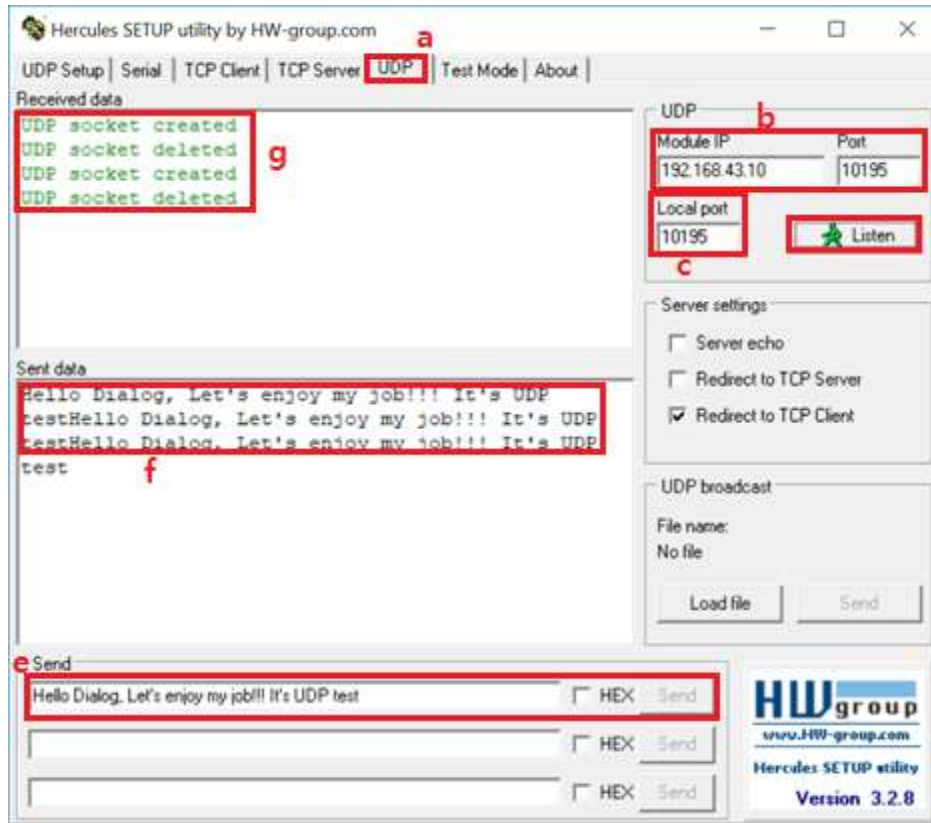 Hercules SETUP utility by HW-group.com
a
UDP Setup | Serial | TCP Client | TCP Server | UDP | Test Mode | About
Received data
UDP socket created
UDP socket deleted
UDP socket created
UDP socket deleted
g
UDP
b
Module IP Port
192.168.43.10 10195
Local port
10195 Listen
c
Server settings
Server echo
Redirect to TCP Server
Redirect to TCP Client
Sent data
Hello Dialog, Let's enjoy my job!!! It's UDP
testHello Dialog, Let's enjoy my job!!! It's UDP
testHello Dialog, Let's enjoy my job!!! It's UDP
test
f
UDP broadcast
File name:
No file
Load file Send
e
Send
Hello Dialog, Let's enjoy my job!!! It's UDP test HEX Send
HEX Send
HEX Send
HWgroup
www.HW-group.com
Hercules SETUP utility
Version 3.2.8